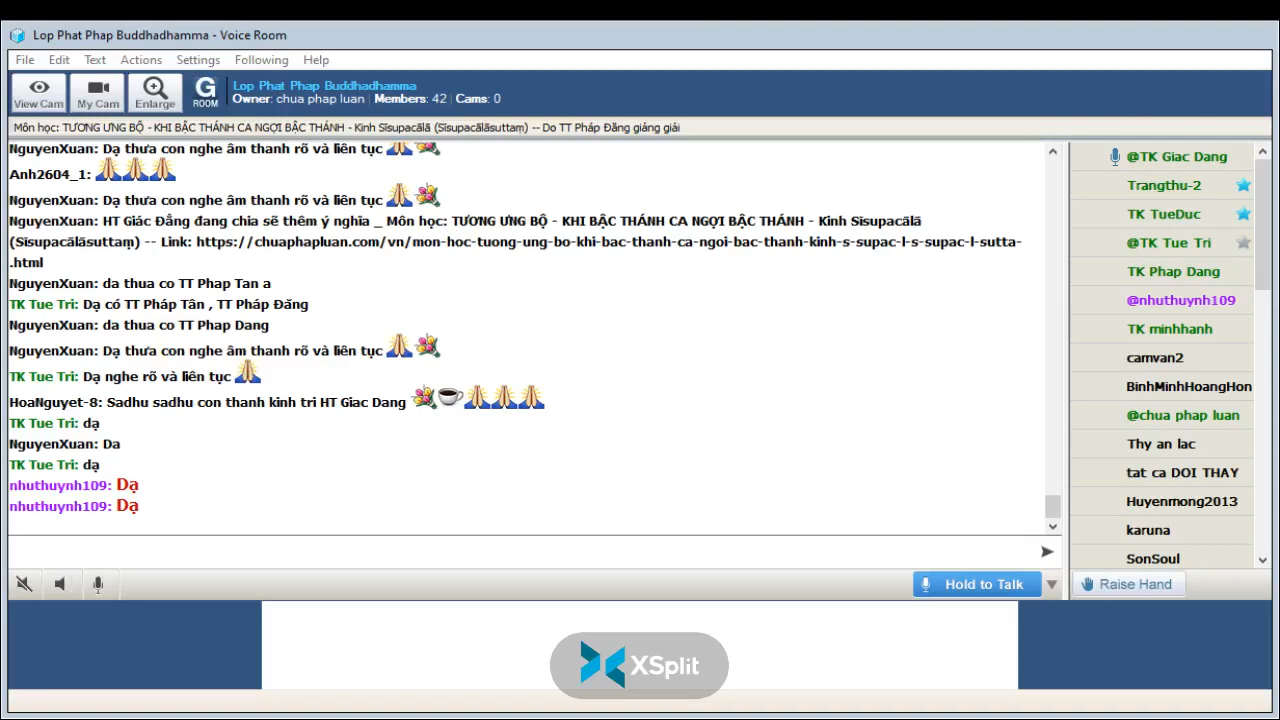 Lop Phat Phap Buddhadhamma - Voice Room
File Edit Text Actions Settings Following Help
View Cam My Cam Enlarge G ROOM
Lop Phat Phap Buddhadhamma
Owner: chua phap luan | Members: 42 | Cams: 0
Môn học: TƯƠNG ƯNG BỘ - KHI BẬC THÁNH CA NGỢI BẬC THÁNH - Kinh Sīsupacālā (Sīsupacālāsuttaṃ) -- Do TT Pháp Đăng giảng giải
NguyenXuan: Dạ thưa con nghe âm thanh rõ và liên tục
Anh2604_1:
NguyenXuan: Dạ thưa con nghe âm thanh rõ và liên tục
NguyenXuan: HT Giác Đẳng đang chia sẽ thêm ý nghĩa _ Môn học: TƯƠNG ƯNG BỘ - KHI BẬC THÁNH CA NGỢI BẬC THÁNH - Kinh Sīsupacālā
(Sīsupacālāsuttaṃ) -- Link: https://chuaphapluan.com/vn/mon-hoc-tuong-ung-bo-khi-bac-thanh-ca-ngoi-bac-thanh-kinh-s-supac-l-s-supac-l-sutta-
.html
NguyenXuan: da thua co TT Phap Tan a
TK Tue Tri: Dạ có TT Pháp Tân , TT Pháp Đăng
NguyenXuan: da thua co TT Phap Dang
NguyenXuan: Dạ thưa con nghe âm thanh rõ và liên tục
TK Tue Tri: Dạ nghe rõ và liên tục
HoaNguyet-8: Sadhu sadhu con thanh kinh tri HT Giac Dang
TK Tue Tri: dạ
NguyenXuan: Da
TK Tue Tri: dạ
nhuthuynh109: Dạ
nhuthuynh109: Dạ
@TK Giac Dang
Trangthu-2
TK TueDuc
@TK Tue Tri
TK Phap Dang
@nhuthuynh109
TK minhhanh
camvan2
BinhMinhHoangHon
@chua phap luan
Thy an lac
tat ca DOI THAY
Huyenmong2013
karuna
SonSoul
Hold to Talk
Raise Hand
XSplit